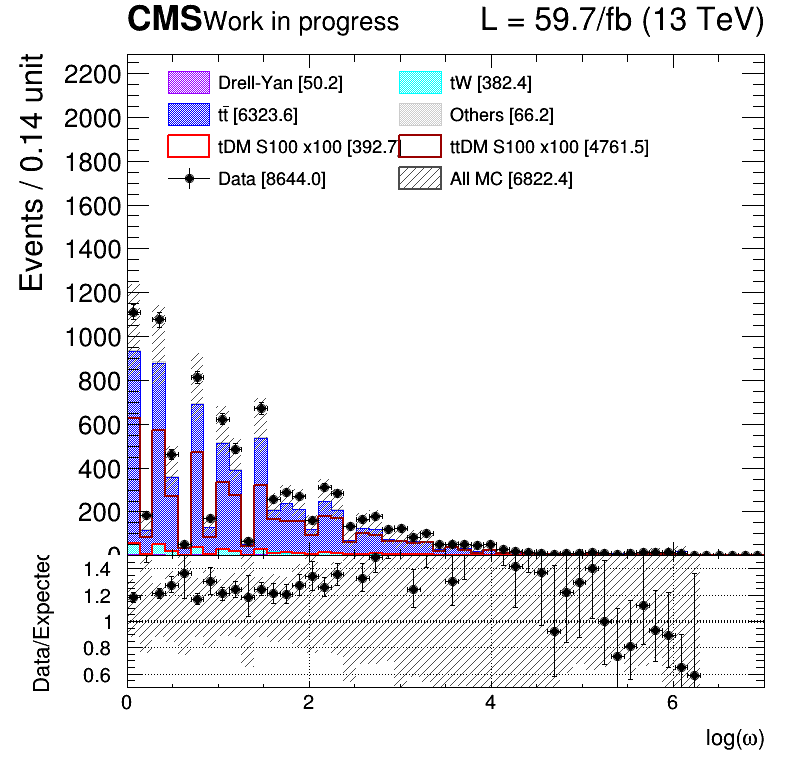 CMS Work in progress L = 59.7/fb (13 TeV)
Events / 0.14 unit
2200
2000
1800
1600
1400
1200
1000
800
600
400
200
0
Drell-Yan [50.2] tW [382.4]
tt̄ [6323.6] Others [66.2]
tDM S100 x100 [392.7] ttDM S100 x100 [4761.5]
Data [8644.0] All MC [6822.4]
Data/Expected
1.4
1.2
1
0.8
0.6
0 2 4 6
log(ω)